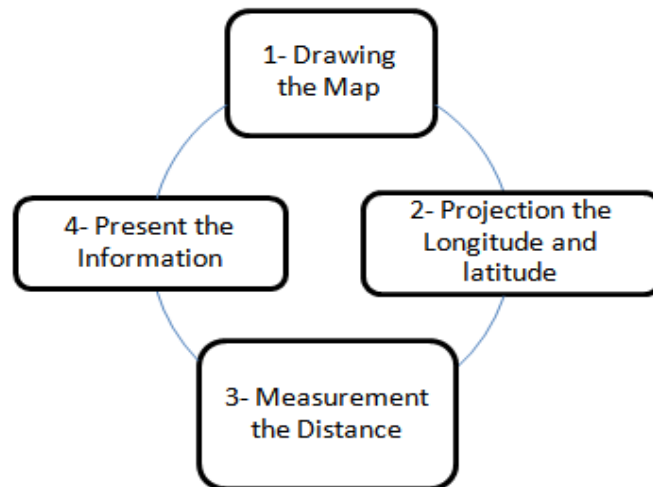 1- Drawing
the Map
2- Projection the
Longitude and
latitude
3- Measurement
the Distance
4- Present the
Information